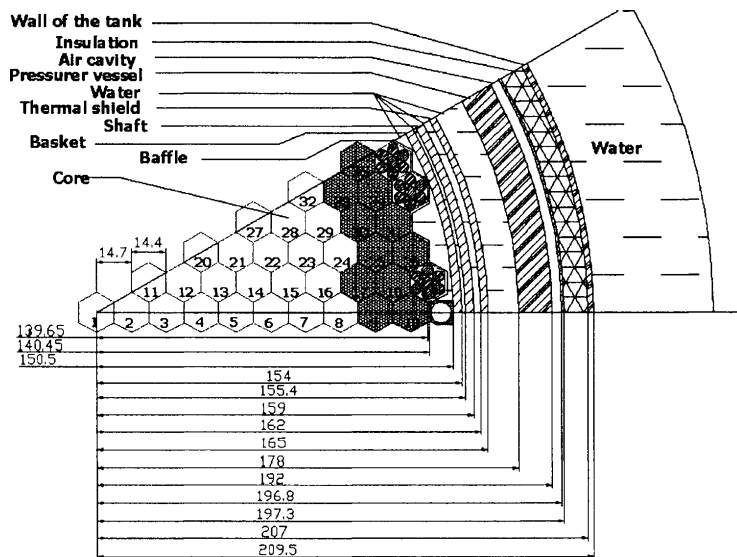 Wall of the tank
Insulation
Air cavity
Pressurer vessel
Water
Thermal shield
Shaft
Basket
Baffle
Water
Core
32
27 28 29
14.7 14.4
20 21 22 23 24
11 12 13 14 15 16
1 2 3 4 5 6 7 8
139.65
140.45
150.5
154
155.4
159
162
165
178
192
196.8
197.3
207
209.5